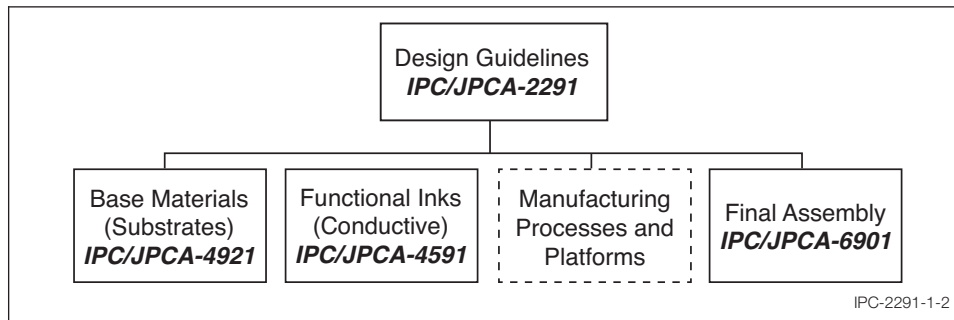 Design Guidelines
IPC/JPCA-2291
Base Materials
(Substrates)
IPC/JPCA-4921
Functional Inks
(Conductive)
IPC/JPCA-4591
Manufacturing
Processes and
Platforms
Final Assembly
IPC/JPCA-6901
IPC-2291-1-2